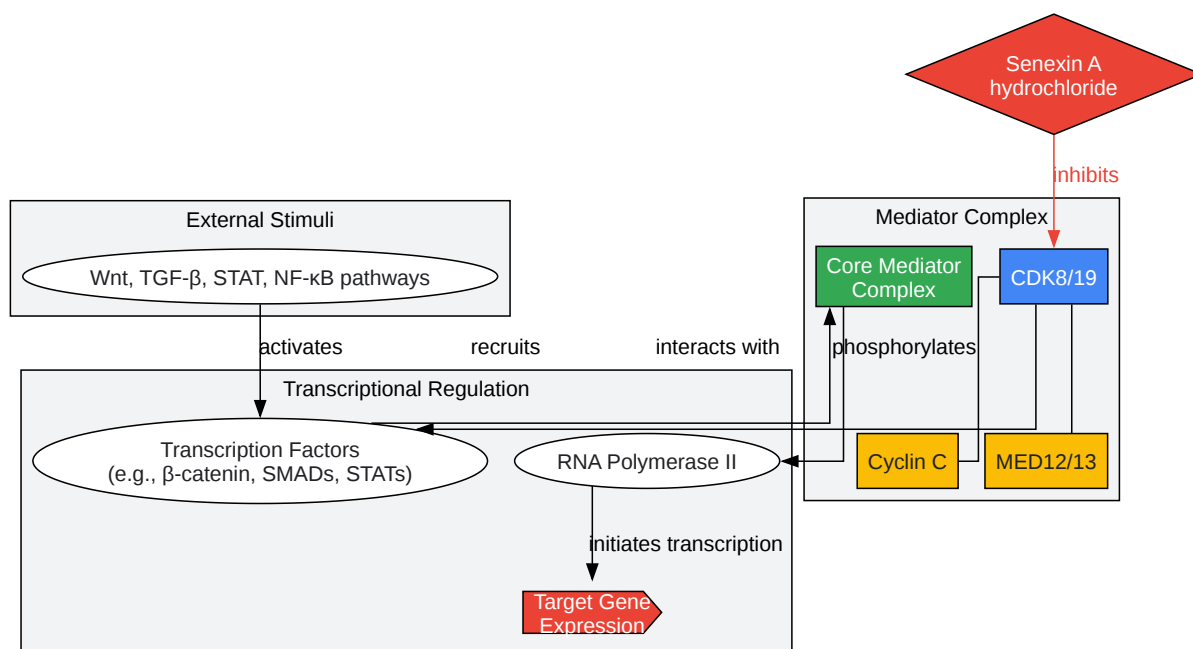 Senexin A
hydrochloride
inhibits
External Stimuli
Wnt, TGF-β, STAT, NF-κB pathways
Mediator Complex
Core Mediator
Complex
CDK8/19
activates
recruits
interacts with
phosphorylates
Transcriptional Regulation
Transcription Factors
(e.g., β-catenin, SMADs, STATs)
RNA Polymerase II
Cyclin C
MED12/13
initiates transcription
Target Gene
Expression